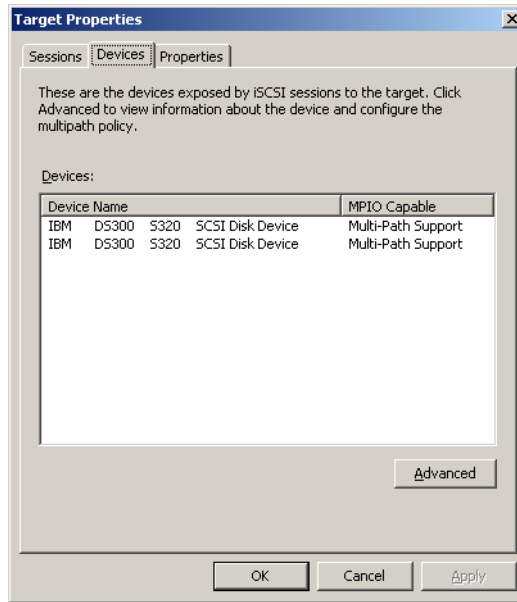 Target Properties
Sessions Devices Properties
These are the devices exposed by iSCSI sessions to the target. Click
Advanced to view information about the device and configure the
multipath policy.
Devices:
Device Name MPIO Capable
IBM DS300 S320 SCSI Disk Device Multi-Path Support
IBM DS300 S320 SCSI Disk Device Multi-Path Support
Advanced
OK Cancel Apply